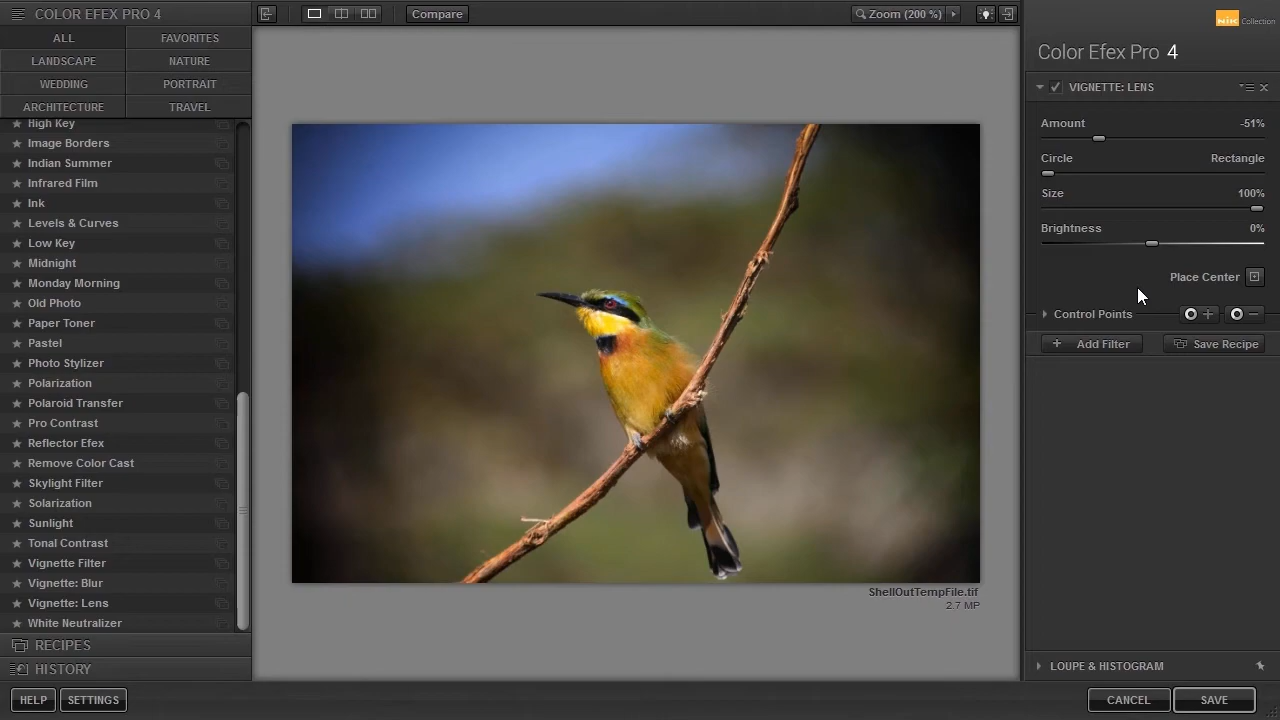 COLOR EFEX PRO 4
ALL
FAVORITES
LANDSCAPE
NATURE
WEDDING
PORTRAIT
ARCHITECTURE
TRAVEL
High Key
Image Borders
Indian Summer
Infrared Film
Ink
Levels & Curves
Low Key
Midnight
Monday Morning
Old Photo
Paper Toner
Pastel
Photo Stylizer
Polarization
Polaroid Transfer
Pro Contrast
Reflector Efex
Remove Color Cast
Skylight Filter
Solarization
Sunlight
Tonal Contrast
Vignette Filter
Vignette: Blur
Vignette: Lens
White Neutralizer
RECIPES
HISTORY
HELP
SETTINGS
Compare
Zoom (200 %)
ShellOutTempFile.tif
2.7 MP
Nik Collection
Color Efex Pro 4
VIGNETTE: LENS
Amount -51%
Circle Rectangle
Size 100%
Brightness 0%
Place Center
Control Points
+ Add Filter
Save Recipe
LOUPE & HISTOGRAM
CANCEL
SAVE